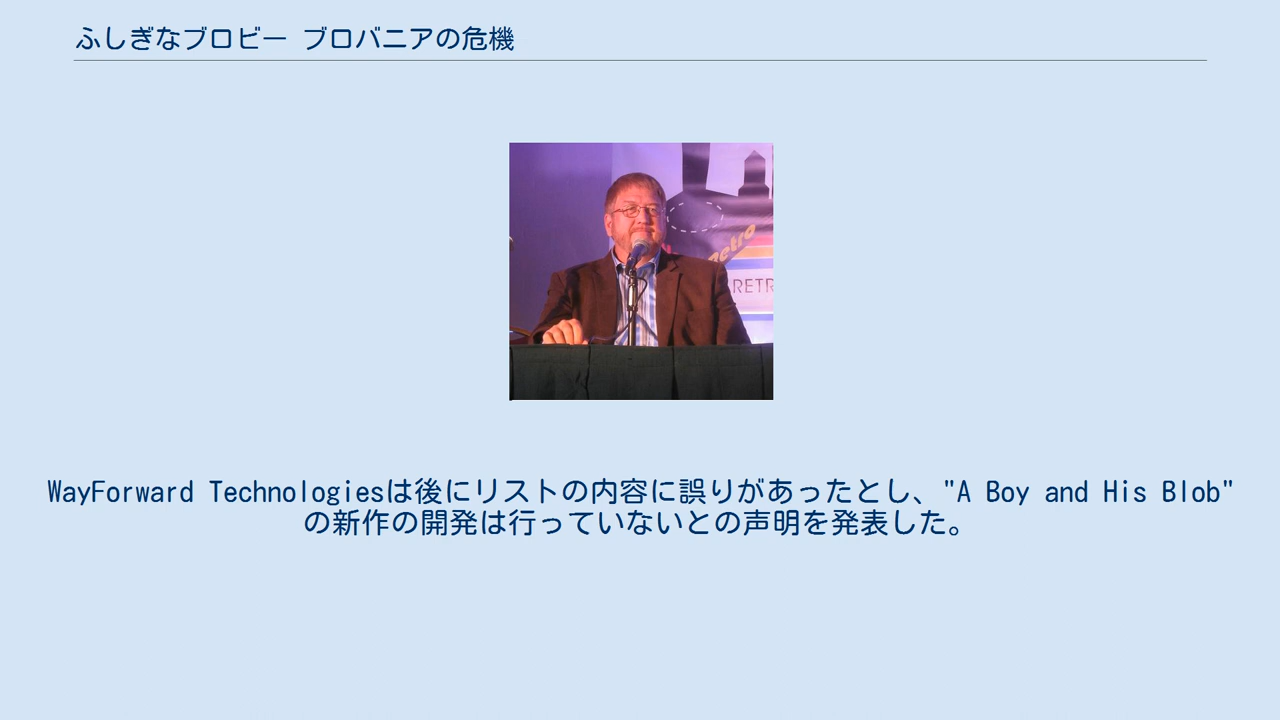 ふしぎなブロビー ブロバニアの危機
etro
RETR
WayForward Technologiesは後にリストの内容に誤りがあったとし、"A Boy and His Blob"
の新作の開発は行っていないとの声明を発表した。